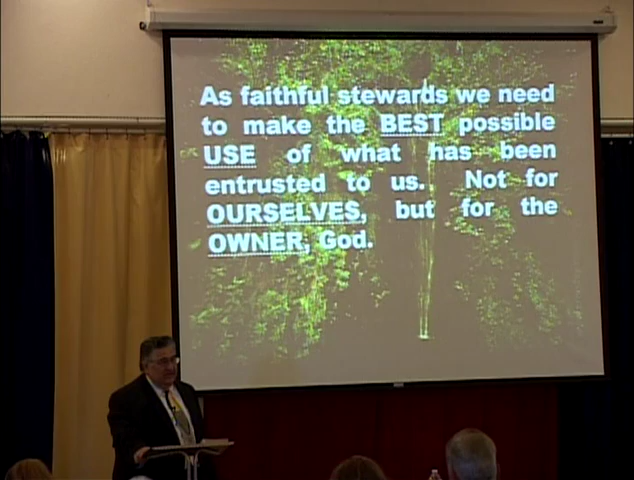 As faithful stewards we need
to make the BEST possible
USE of what has been
entrusted to us. Not for
OURSELVES, but for the
OWNER, God.